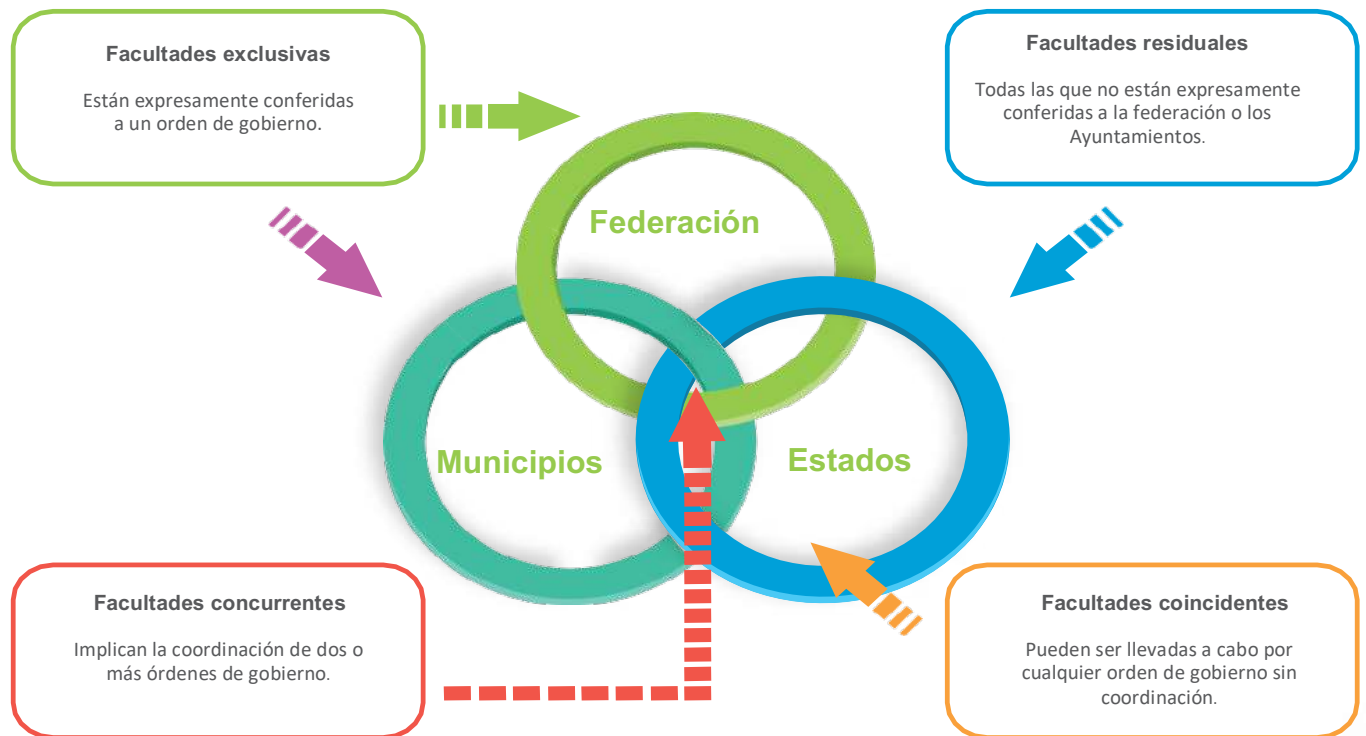 Facultades exclusivas
Están expresamente conferidas
a un orden de gobierno.
Facultades residuales
Todas las que no están expresamente
conferidas a la federación o los
Ayuntamientos.
Federación
Municipios
Estados
Facultades concurrentes
Implican la coordinación de dos o
más órdenes de gobierno.
Facultades coincidentes
Pueden ser llevadas a cabo por
cualquier orden de gobierno sin
coordinación.